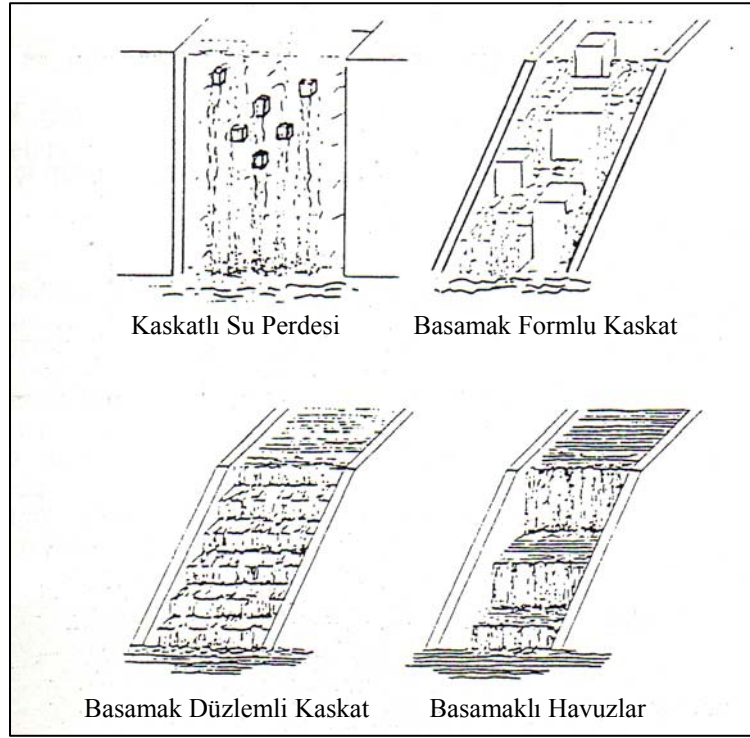 Kaskatlı Su Perdesi
Basamak Formlu Kaskat
Basamak Düzlemli Kaskat
Basamaklı Havuzlar